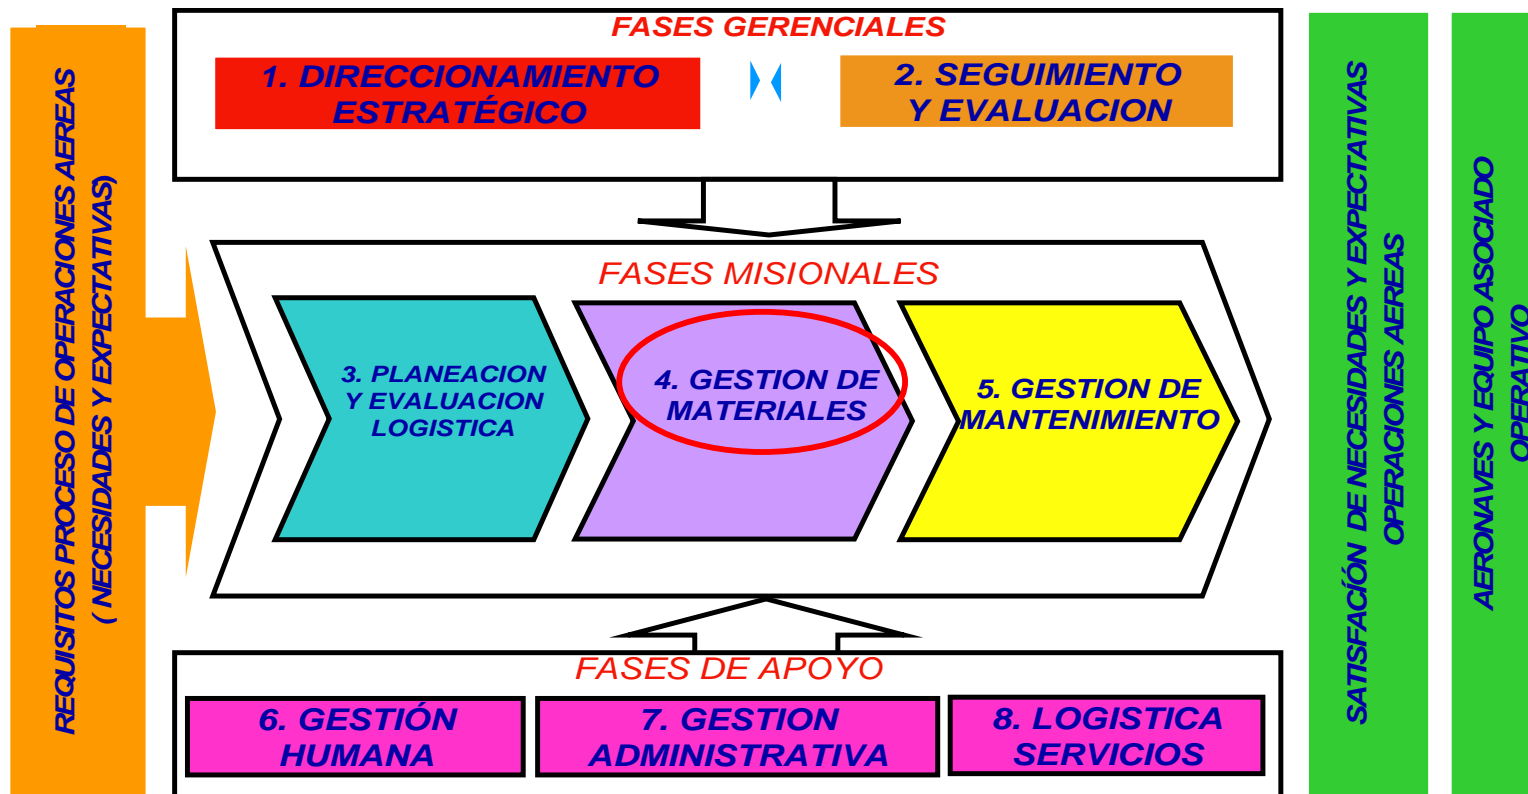 REQUISITOS PROCESO DE OPERACIONES AEREAS
( NECESIDADES Y EXPECTATIVAS)
FASES GERENCIALES
1. DIRECCIONAMIENTO
ESTRATÉGICO
2. SEGUIMIENTO
Y EVALUACION
FASES MISIONALES
3. PLANEACION
Y EVALUACION
LOGISTICA
4. GESTION DE
MATERIALES
5. GESTION DE
MANTENIMIENTO
FASES DE APOYO
6. GESTIÓN
HUMANA
7. GESTION
ADMINISTRATIVA
8. LOGISTICA
SERVICIOS
SATISFACÍÓN DE NECESIDADES Y EXPECTATIVAS
OPERACIONES AEREAS
AERONAVES Y EQUIPO ASOCIADO
OPERATIVO